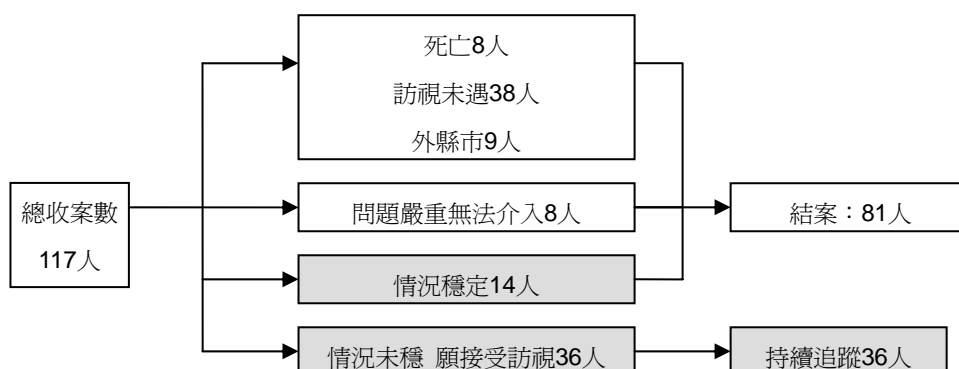 死亡8人
訪視未遇38人
外縣市9人
總收案數
117人
問題嚴重無法介入8人
結案：81人
情況穩定14人
情況未穩 願接受訪視36人
持續追蹤36人